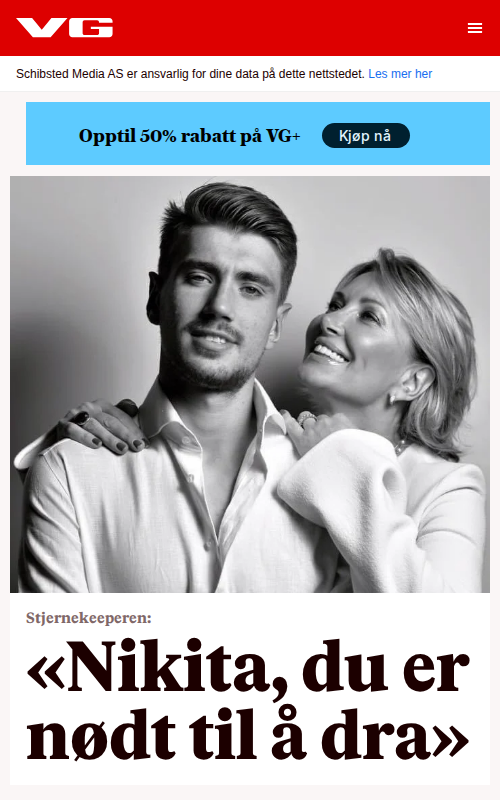 VG
Schibsted Media AS er ansvarlig for dine data på dette nettstedet. Les mer her
Opptil 50% rabatt på VG+ Kjøp nå
Stjernekeeperen:
«Nikita, du er
nødt til å dra»